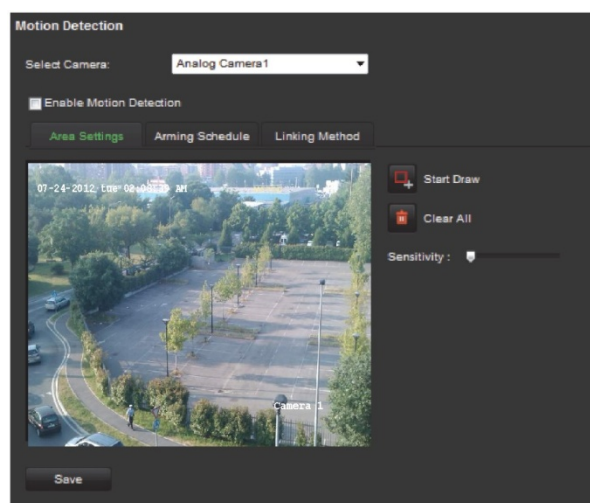 Motion Detection
Select Camera: Analog Camera1
Enable Motion Detection
Area Settings Arming Schedule Linking Method
07-24-2012 tue
AM
Start Draw
Clear All
Sensitivity :
Camera 1
Save